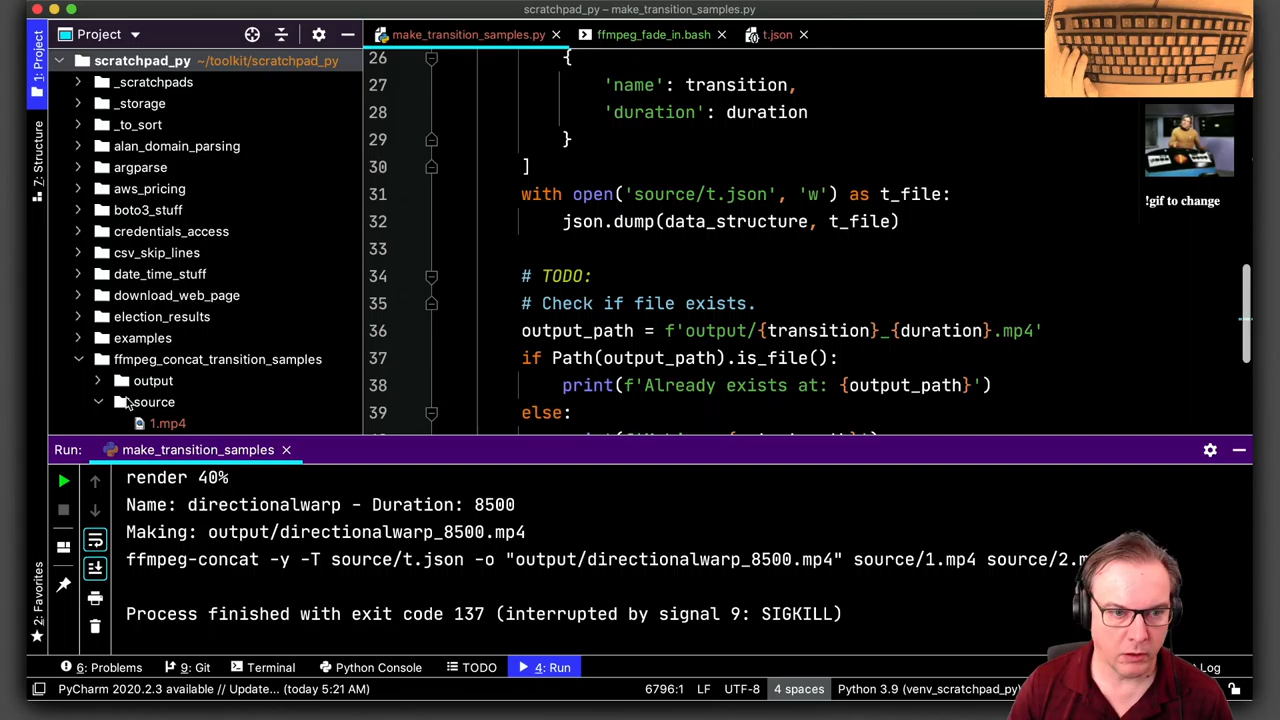 scratchpad_py – make_transition_samples.py
1: Project
Project
make_transition_samples.py
ffmpeg_fade_in.bash
t.json
scratchpad_py ~/toolkit/scratchpad_py
_scratchpads
_storage
_to_sort
alan_domain_parsing
argparse
aws_pricing
boto3_stuff
credentials_access
csv_skip_lines
date_time_stuff
download_web_page
election_results
examples
ffmpeg_concat_transition_samples
output
source
1.mp4
7: Structure
26 {
27 'name': transition,
28 'duration': duration
29 }
30 ]
31 with open('source/t.json', 'w') as t_file:
32 json.dump(data_structure, t_file)
33
34 # TODO:
35 # Check if file exists.
36 output_path = f'output/{transition}_{duration}.mp4'
37 if Path(output_path).is_file():
38 print(f'Already exists at: {output_path}')
39 else:
!gif to change
Run: make_transition_samples
render 40%
Name: directionalwarp - Duration: 8500
Making: output/directionalwarp_8500.mp4
ffmpeg-concat -y -T source/t.json -o "output/directionalwarp_8500.mp4" source/1.mp4 source/2.m
Process finished with exit code 137 (interrupted by signal 9: SIGKILL)
2: Favorites
6: Problems
9: Git
Terminal
Python Console
TODO
4: Run
Log
PyCharm 2020.2.3 available // Update... (today 5:21 AM)
6796:1
LF
UTF-8
4 spaces
Python 3.9 (venv_scratchpad_py)